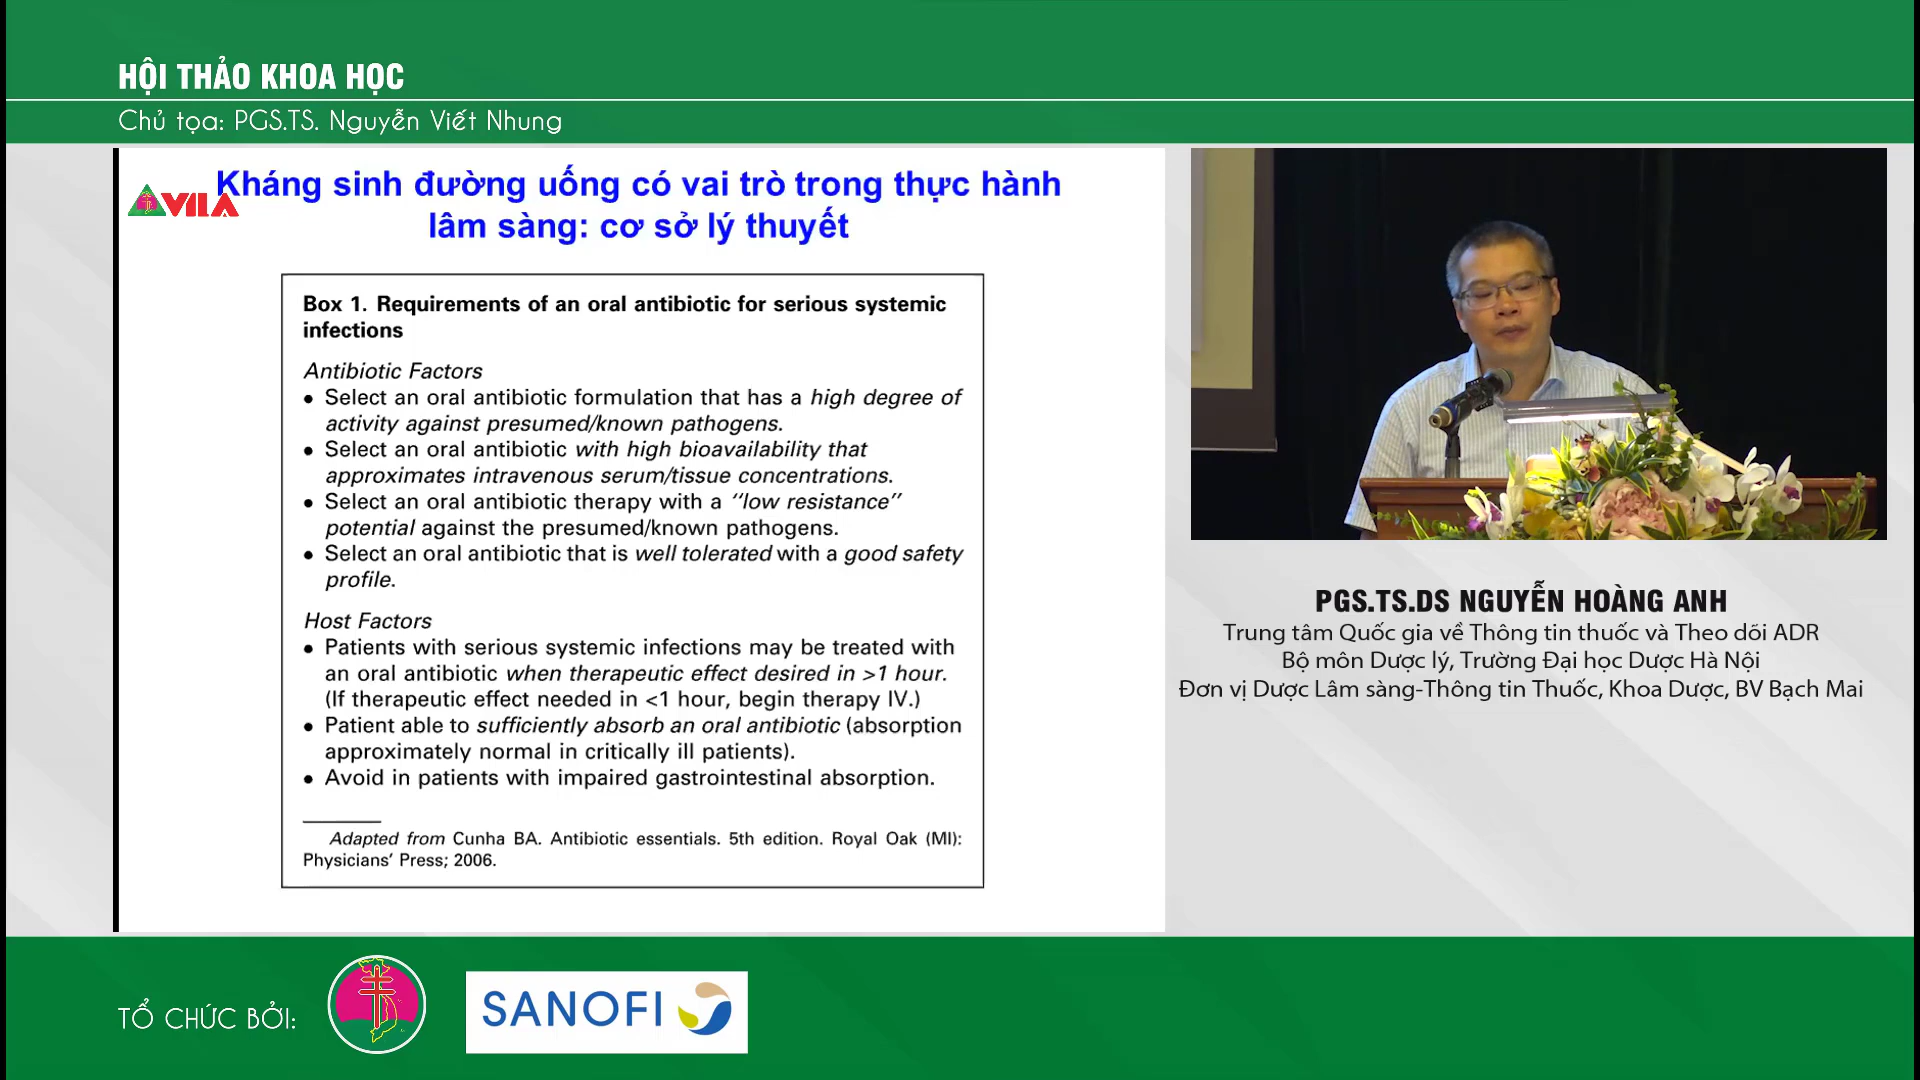 HỘI THẢO KHOA HỌC
Chủ tọa: PGS.TS. Nguyễn Viết Nhung
VILA
Kháng sinh đường uống có vai trò trong thực hành
lâm sàng: cơ sở lý thuyết
Box 1. Requirements of an oral antibiotic for serious systemic
infections
Antibiotic Factors
• Select an oral antibiotic formulation that has a high degree of
activity against presumed/known pathogens.
• Select an oral antibiotic with high bioavailability that
approximates intravenous serum/tissue concentrations.
• Select an oral antibiotic therapy with a ‘‘low resistance’’
potential against the presumed/known pathogens.
• Select an oral antibiotic that is well tolerated with a good safety
profile.
Host Factors
• Patients with serious systemic infections may be treated with
an oral antibiotic when therapeutic effect desired in >1 hour.
(If therapeutic effect needed in <1 hour, begin therapy IV.)
• Patient able to sufficiently absorb an oral antibiotic (absorption
approximately normal in critically ill patients).
• Avoid in patients with impaired gastrointestinal absorption.
Adapted from Cunha BA. Antibiotic essentials. 5th edition. Royal Oak (MI):
Physicians’ Press; 2006.
PGS.TS.DS NGUYỄN HOÀNG ANH
Trung tâm Quốc gia về Thông tin thuốc và Theo dõi ADR
Bộ môn Dược lý, Trường Đại học Dược Hà Nội
Đơn vị Dược Lâm sàng-Thông tin Thuốc, Khoa Dược, BV Bạch Mai
TỔ CHỨC BỞI:
SANOFI